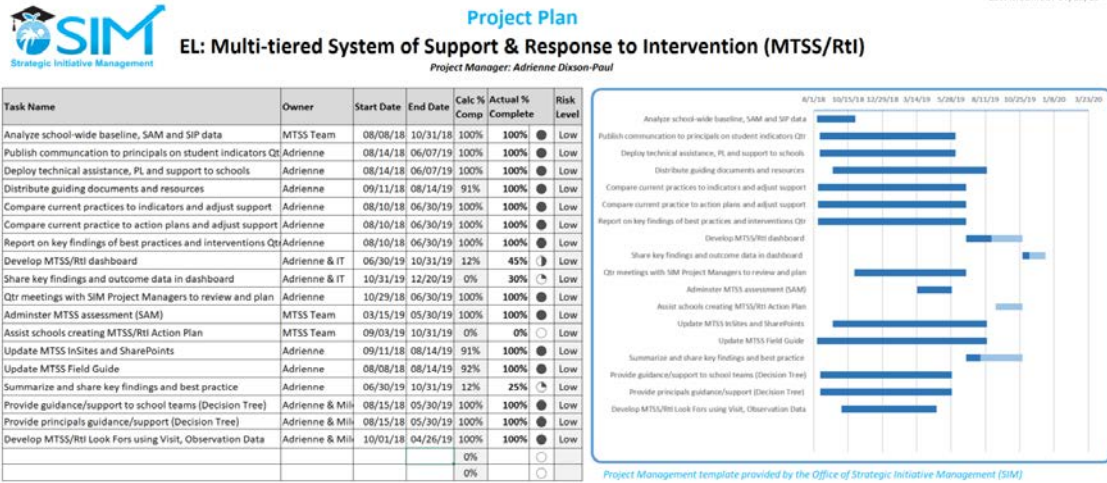 SIM
Strategic Initiative Management
Project Plan
EL: Multi-tiered System of Support & Response to Intervention (MTSS/RtI)
Project Manager: Adrienne Dixson-Paul
Task Name Owner Start Date End Date Calc % Comp Actual % Complete Risk Level
Analyze school-wide baseline, SAM and SIP data MTSS Team 08/08/18 10/31/18 100% 100% Low
Publish communcation to principals on student indicators Qt Adrienne 08/14/18 06/07/19 100% 100% Low
Deploy technical assistance, PL and support to schools Adrienne 08/14/18 06/07/19 100% 100% Low
Distribute guiding documents and resources Adrienne 09/11/18 08/14/19 91% 100% Low
Compare current practices to indicators and adjust support Adrienne 08/10/18 06/30/19 100% 100% Low
Compare current practice to action plans and adjust support Adrienne 08/10/18 06/30/19 100% 100% Low
Report on key findings of best practices and interventions Qt Adrienne 08/10/18 06/30/19 100% 100% Low
Develop MTSS/RtI dashboard Adrienne & IT 06/30/19 10/31/19 12% 45% Low
Share key findings and outcome data in dashboard Adrienne & IT 10/31/19 12/20/19 0% 30% Low
Qtr meetings with SIM Project Managers to review and plan Adrienne 10/29/18 06/30/19 100% 100% Low
Adminster MTSS assessment (SAM) MTSS Team 03/15/19 05/30/19 100% 100% Low
Assist schools creating MTSS/RtI Action Plan MTSS Team 09/03/19 10/31/19 0% 0% Low
Update MTSS InSites and SharePoints Adrienne 09/11/18 08/14/19 91% 100% Low
Update MTSS Field Guide Adrienne 08/08/18 08/14/19 92% 100% Low
Summarize and share key findings and best practice Adrienne 06/30/19 10/31/19 12% 25% Low
Provide guidance/support to school teams (Decision Tree) Adrienne & Mil 08/15/18 05/30/19 100% 100% Low
Provide principals guidance/support (Decision Tree) Adrienne & Mil 08/15/18 05/30/19 100% 100% Low
Develop MTSS/RtI Look Fors using Visit, Observation Data Adrienne & Mil 10/01/18 04/26/19 100% 100% Low
0%
0%
8/1/18 10/15/18 12/29/18 3/14/19 5/28/19 8/11/19 10/25/19 1/8/20 3/23/20
Analyze school-wide baseline, SAM and SIP data
Publish communcation to principals on student indicators Qtr
Deploy technical assistance, PL and support to schools
Distribute guiding documents and resources
Compare current practices to indicators and adjust support
Compare current practice to action plans and adjust support
Report on key findings of best practices and interventions Qtr
Develop MTSS/RtI dashboard
Share key findings and outcome data in dashboard
Qtr meetings with SIM Project Managers to review and plan
Adminster MTSS assessment (SAM)
Assist schools creating MTSS/RtI Action Plan
Update MTSS InSites and SharePoints
Update MTSS Field Guide
Summarize and share key findings and best practice
Provide guidance/support to school teams (Decision Tree)
Provide principals guidance/support (Decision Tree)
Develop MTSS/RtI Look Fors using Visit, Observation Data
Project Management template provided by the Office of Strategic Initiative Management (SIM)